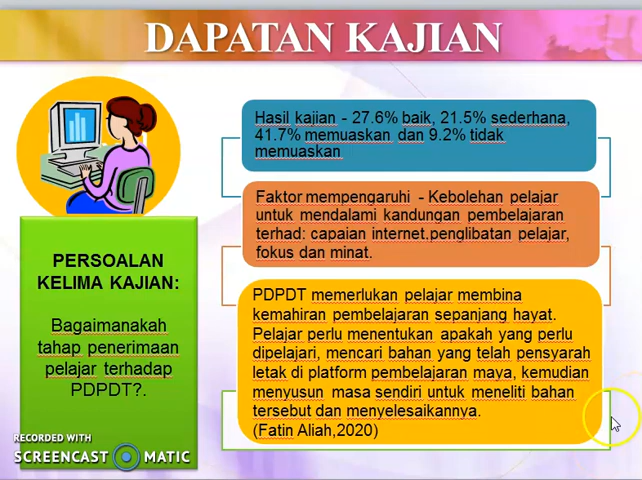 DAPATAN KAJIAN
PERSOALAN
KELIMA KAJIAN:
Bagaimanakah
tahap penerimaan
pelajar terhadap
PDPDT?.
Hasil kajian - 27.6% baik, 21.5% sederhana,
41.7% memuaskan dan 9.2% tidak
memuaskan
Faktor mempengaruhi - Kebolehan pelajar
untuk mendalami kandungan pembelajaran
terhad: capaian internet,penglibatan pelajar,
fokus dan minat.
PDPDT memerlukan pelajar membina
kemahiran pembelajaran sepanjang hayat.
Pelajar perlu menentukan apakah yang perlu
dipelajari, mencari bahan yang telah pensyarah
letak di platform pembelajaran maya, kemudian
menyusun masa sendiri untuk meneliti bahan
tersebut dan menyelesaikannya.
(Fatin Aliah,2020)
RECORDED WITH
SCREENCAST MATIC